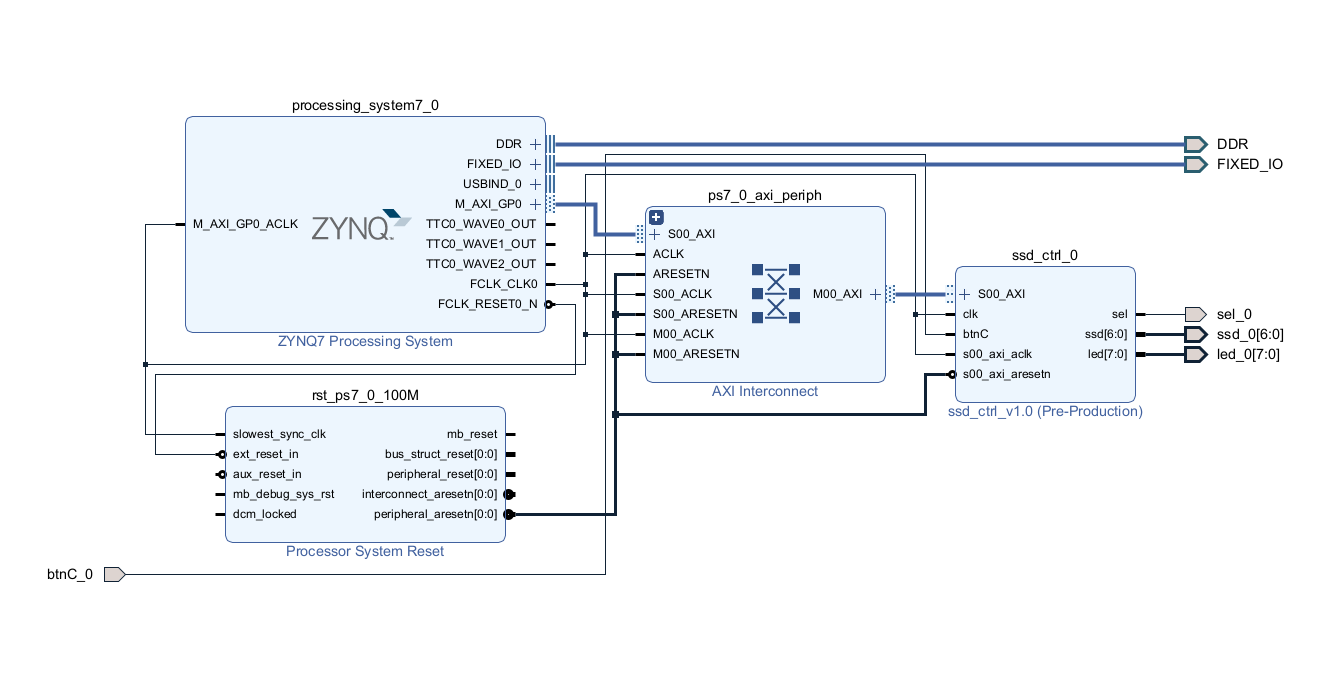 processing_system7_0
DDR
FIXED_IO
USBIND_0
M_AXI_GP0
M_AXI_GP0_ACLK
ZYNQ
TTC0_WAVE0_OUT
TTC0_WAVE1_OUT
TTC0_WAVE2_OUT
FCLK_CLK0
FCLK_RESET0_N
ZYNQ7 Processing System
rst_ps7_0_100M
slowest_sync_clk
ext_reset_in
aux_reset_in
mb_debug_sys_rst
dcm_locked
mb_reset
bus_struct_reset[0:0]
peripheral_reset[0:0]
interconnect_aresetn[0:0]
peripheral_aresetn[0:0]
Processor System Reset
btnC_0
ps7_0_axi_periph
S00_AXI
ACLK
ARESETN
S00_ACLK
S00_ARESETN
M00_ACLK
M00_ARESETN
M00_AXI
AXI Interconnect
ssd_ctrl_0
S00_AXI
clk
btnC
s00_axi_aclk
s00_axi_aresetn
sel
ssd[6:0]
led[7:0]
ssd_ctrl_v1.0 (Pre-Production)
DDR
FIXED_IO
sel_0
ssd_0[6:0]
led_0[7:0]